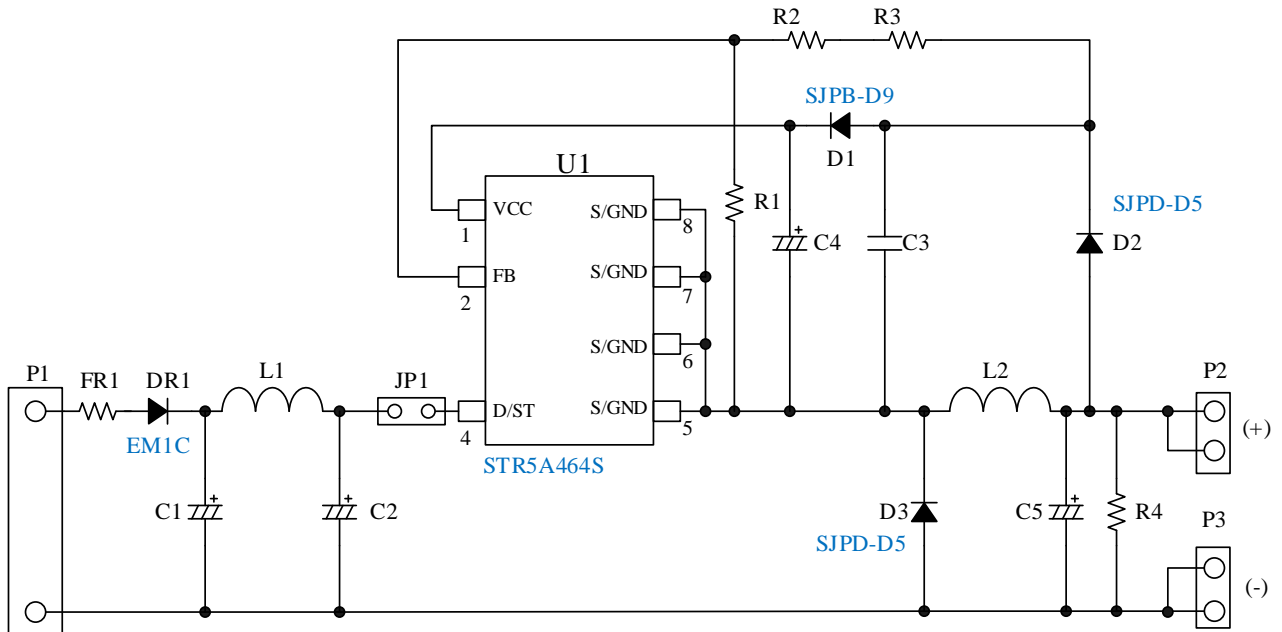 R2
R3
SJPB-D9
D1
U1
VCC
1
FB
2
D/ST
4
S/GND
8
S/GND
7
S/GND
6
S/GND
5
STR5A464S
R1
+
C4
C3
SJPD-D5
D2
P1
FR1
DR1
EM1C
L1
JP1
+
C1
+
C2
L2
D3
SJPD-D5
+
C5
R4
P2
(+)
P3
(-)